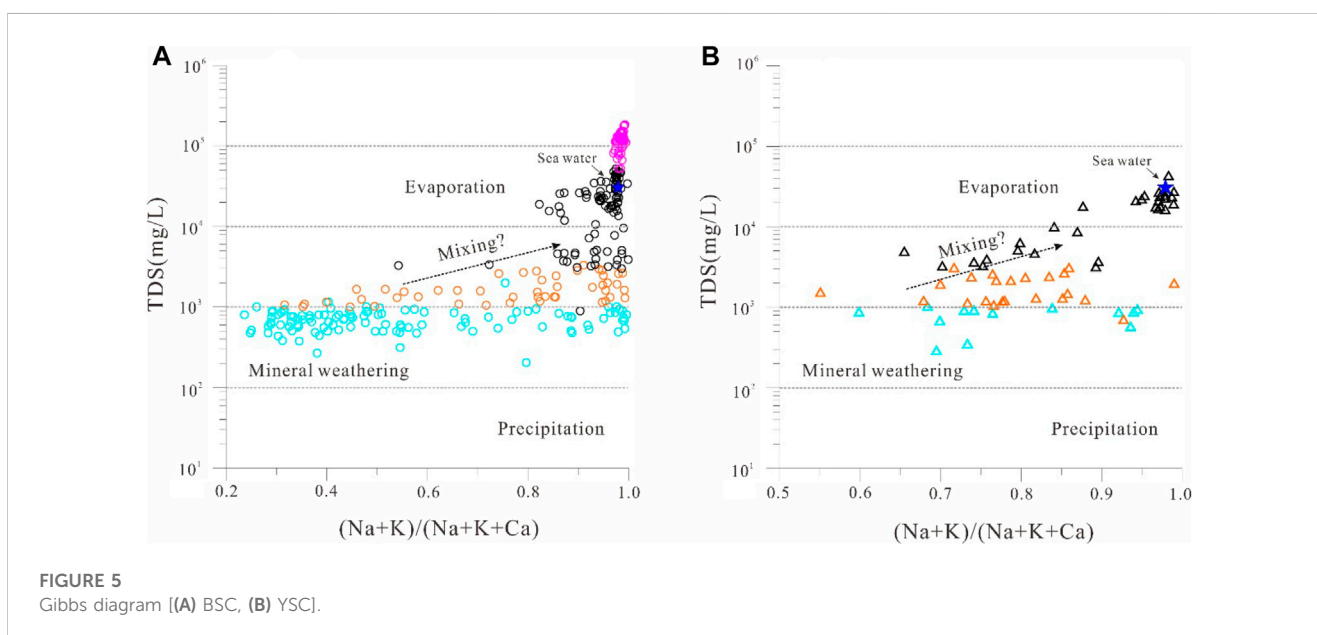 A
B
10⁶
10⁵
10⁴
10³
10²
10¹
TDS(mg/L)
Sea water
Evaporation
Mixing?
Mineral weathering
Precipitation
0.2 0.4 0.6 0.8 1.0
(Na+K)/(Na+K+Ca)
10⁶
10⁵
10⁴
10³
10²
10¹
TDS(mg/L)
Sea water
Evaporation
Mixing?
Mineral weathering
Precipitation
0.5 0.6 0.7 0.8 0.9 1.0
(Na+K)/(Na+K+Ca)
FIGURE 5
Gibbs diagram [(A) BSC, (B) YSC].